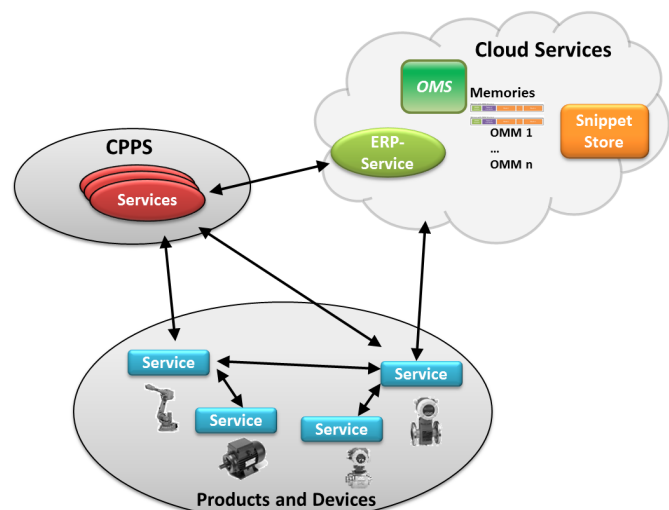 Cloud Services
OMS
Memories
OMM 1
...
OMM n
Snippet
Store
ERP-
Service
CPPS
Services
Service
Service
Service
Service
Products and Devices